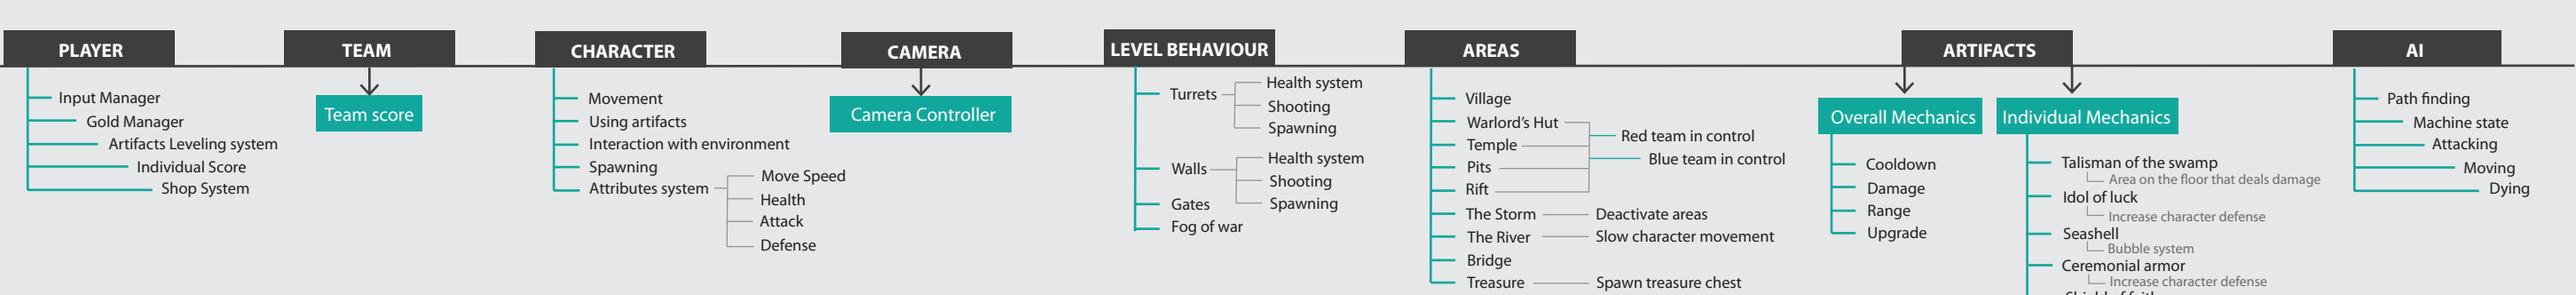 PLAYER
Input Manager
Gold Manager
Artifacts Leveling system
Individual Score
Shop System
TEAM
Team score
CHARACTER
Movement
Using artifacts
Interaction with environment
Spawning
Attributes system
Move Speed
Health
Attack
Defense
CAMERA
Camera Controller
LEVEL BEHAVIOUR
Turrets
Health system
Shooting
Spawning
Walls
Health system
Shooting
Spawning
Gates
Fog of war
AREAS
Village
Warlord's Hut
Temple
Pits
Rift
Red team in control
Blue team in control
The Storm
Deactivate areas
The River
Slow character movement
Bridge
Treasure
Spawn treasure chest
ARTIFACTS
Overall Mechanics
Cooldown
Damage
Range
Upgrade
Individual Mechanics
Talisman of the swamp
Area on the floor that deals damage
Idol of luck
Increase character defense
Seashell
Bubble system
Ceremonial armor
Increase character defense
AI
Path finding
Machine state
Attacking
Moving
Dying